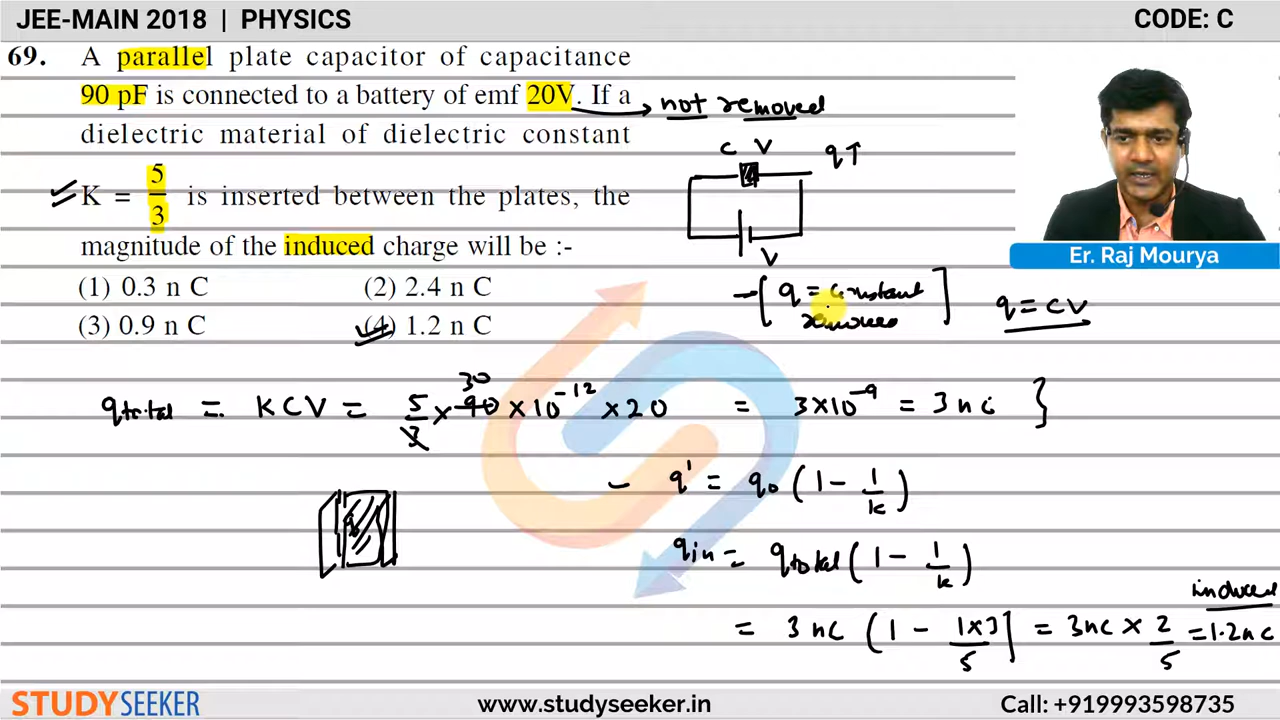 JEE-MAIN 2018 | PHYSICS
CODE: C
69. A parallel plate capacitor of capacitance
90 pF is connected to a battery of emf 20V. If a
dielectric material of dielectric constant
K = 5/3 is inserted between the plates, the
magnitude of the induced charge will be :-
(1) 0.3 n C (2) 2.4 n C
(3) 0.9 n C (4) 1.2 n C
not removed
C V q↑
V
[q = constant
removed]
q = CV
Er. Raj Mourya
qtotal = KCV = 5/3 × 90 30 × 10^-12 × 20 = 3×10^-9 = 3 nC }
- q' = q0 (1 - 1/k)
qin = qtotal (1 - 1/k)
induced
= 3 nC (1 - 1×3/5] = 3nC × 2/5 = 1.2nC
STUDYSEEKER
www.studyseeker.in
Call: +919993598735